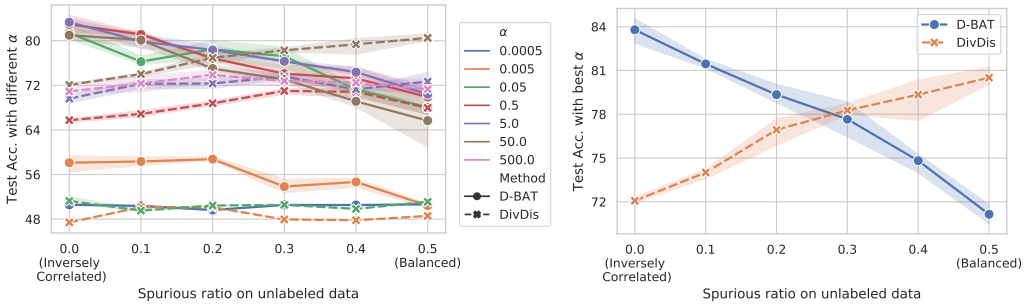 Test Acc. with different α
80
72
64
56
48
0.0
0.1
0.2
0.3
0.4
0.5
(Inversely
Correlated)
(Balanced)
Spurious ratio on unlabeled data
α
0.0005
0.005
0.05
0.5
5.0
50.0
500.0
Method
D-BAT
DivDis
Test Acc. with best α
84
81
78
75
72
D-BAT
DivDis
0.0
0.1
0.2
0.3
0.4
0.5
(Inversely
Correlated)
(Balanced)
Spurious ratio on unlabeled data